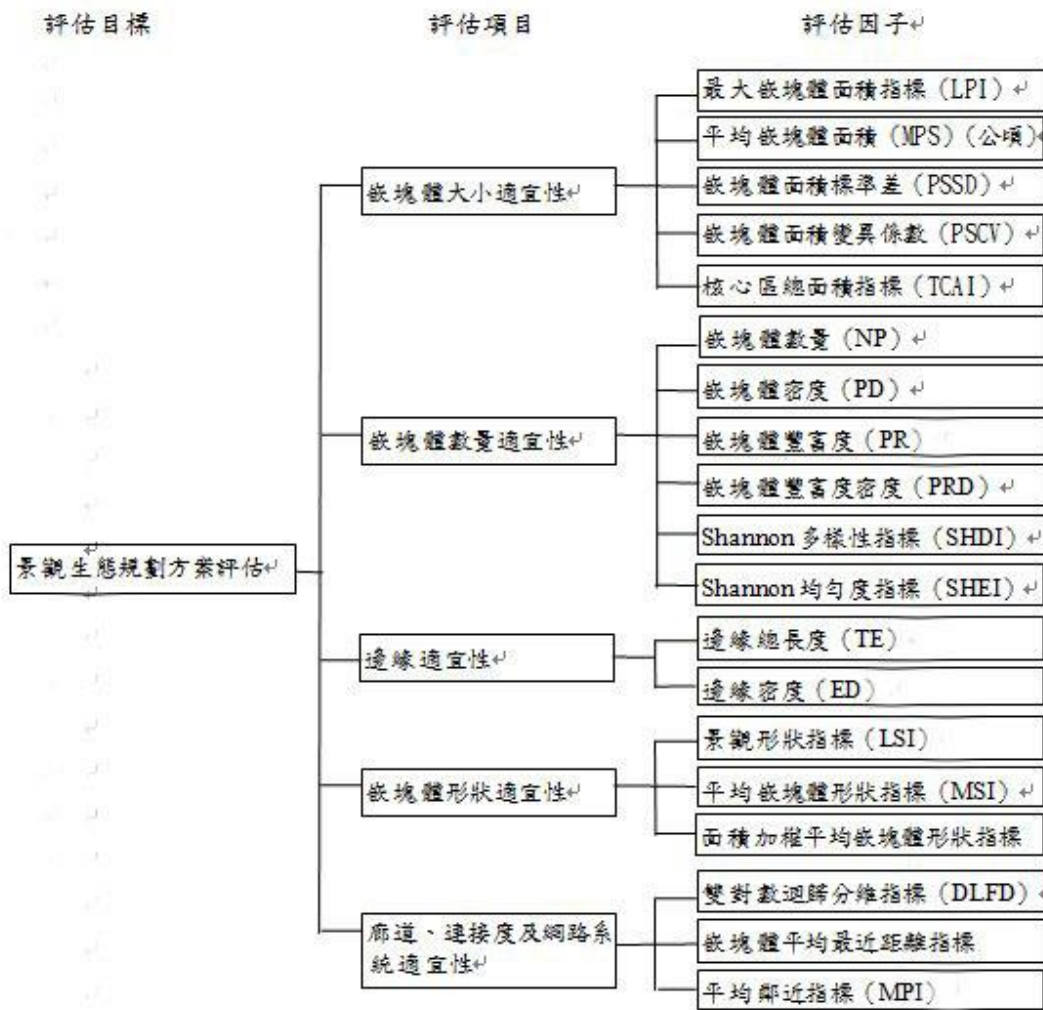 評估目標 評估項目 評估因子
最大嵌塊體面積指標（LPI）
平均嵌塊體面積（MPS）（公頃）
嵌塊體大小適宜性
嵌塊體面積標準差（PSSD）
嵌塊體面積變異係數（PSCV）
核心區總面積指標（TCAI）
嵌塊體數量（NP）
嵌塊體密度（PD）
嵌塊體數量適宜性
嵌塊體豐富度（PR）
嵌塊體豐富度密度（PRD）
Shannon 多樣性指標（SHDI）
景觀生態規劃方案評估
Shannon 均勻度指標（SHEI）
邊緣適宜性
邊緣總長度（TE）
邊緣密度（ED）
景觀形狀指標（LSI）
嵌塊體形狀適宜性
平均嵌塊體形狀指標（MSI）
面積加權平均嵌塊體形狀指標
雙對數迴歸分維指標（DLFD）
廊道、連接度及網路系
統適宜性
嵌塊體平均最近距離指標
平均鄰近指標（MPI）